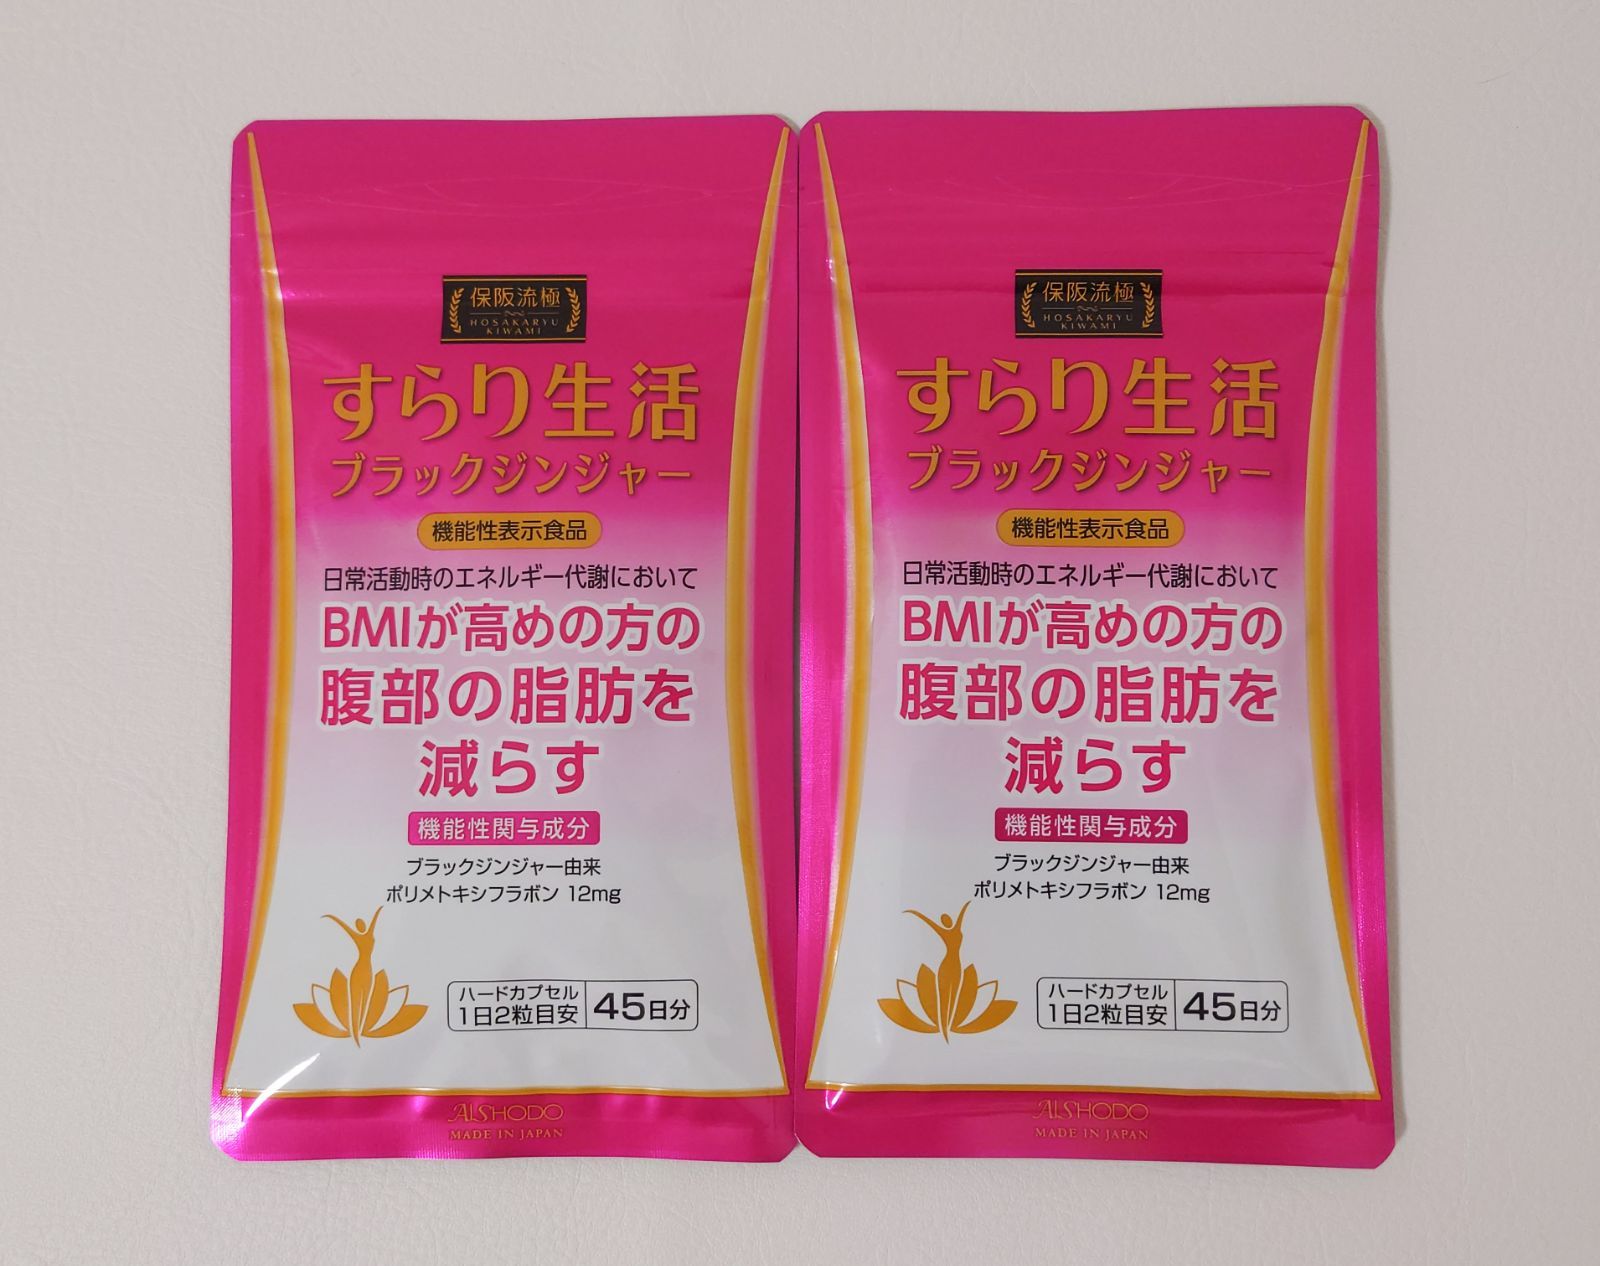 保阪流極
HOSAKARYU
KIWAMI
すらり生活
ブラックジンジャー
機能性表示食品
日常活動時のエネルギー代謝において
BMIが高めの方の
腹部の脂肪を
減らす
機能性関与成分
ブラックジンジャー由来
ポリメトキシフラボン 12mg
ハードカプセル
1日2粒目安
45日分
AISHODO
MADE IN JAPAN
保阪流極
HOSAKARYU
KIWAMI
すらり生活
ブラックジンジャー
機能性表示食品
日常活動時のエネルギー代謝において
BMIが高めの方の
腹部の脂肪を
減らす
機能性関与成分
ブラックジンジャー由来
ポリメトキシフラボン 12mg
ハードカプセル
1日2粒目安
45日分
AISHODO
MADE IN JAPAN